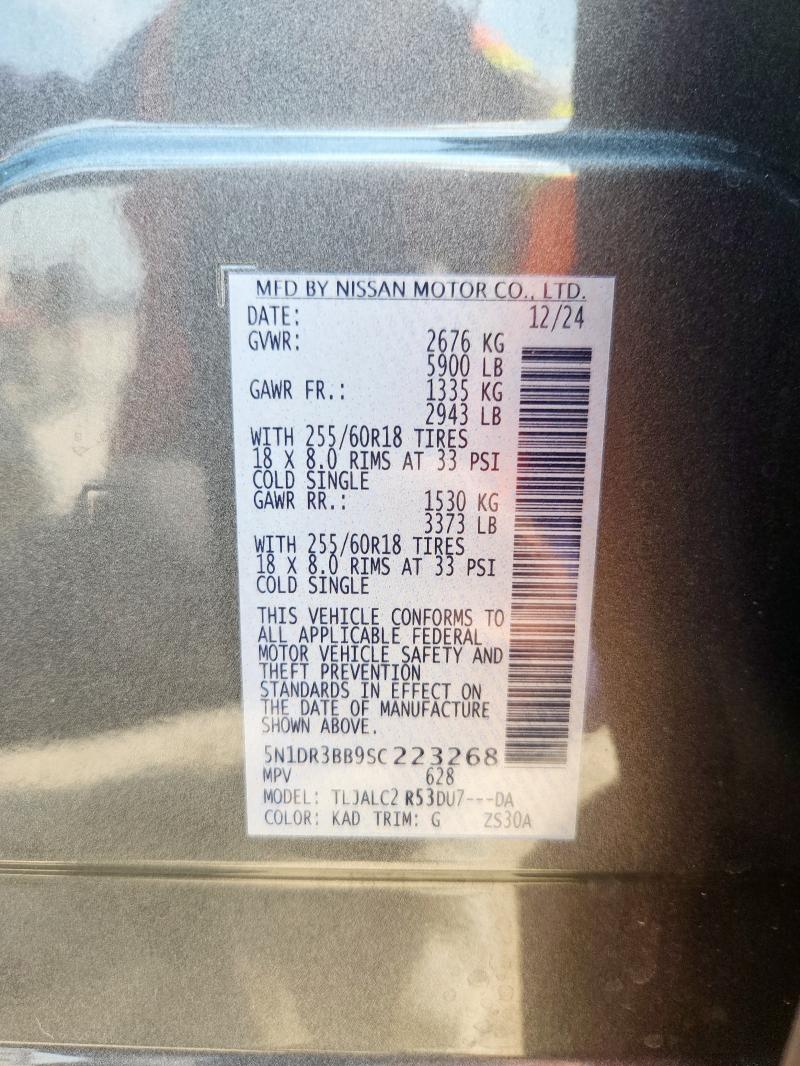 MFD BY NISSAN MOTOR CO., LTD.
DATE: 12/24
GVWR: 2676 KG
5900 LB
GAWR FR.: 1335 KG
2943 LB
WITH 255/60R18 TIRES
18 X 8.0 RIMS AT 33 PSI
COLD SINGLE
GAWR RR.: 1530 KG
3373 LB
WITH 255/60R18 TIRES
18 X 8.0 RIMS AT 33 PSI
COLD SINGLE
THIS VEHICLE CONFORMS TO
ALL APPLICABLE FEDERAL
MOTOR VEHICLE SAFETY AND
THEFT PREVENTION
STANDARDS IN EFFECT ON
THE DATE OF MANUFACTURE
SHOWN ABOVE.
5N1DR3BB9SC223268
MPV 628
MODEL: TLJALC2 R53DU7---DA
COLOR: KAD TRIM: G ZS30A